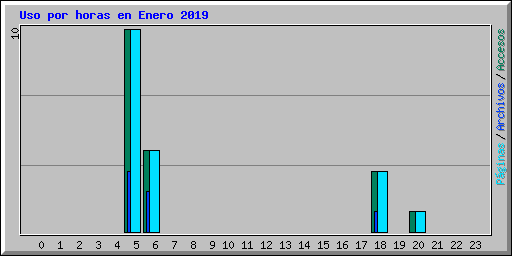 Uso por horas en Enero 2019
10
0 1 2 3 4 5 6 7 8 9 10 11 12 13 14 15 16 17 18 19 20 21 22 23
Páginas/Archivos/Accesos